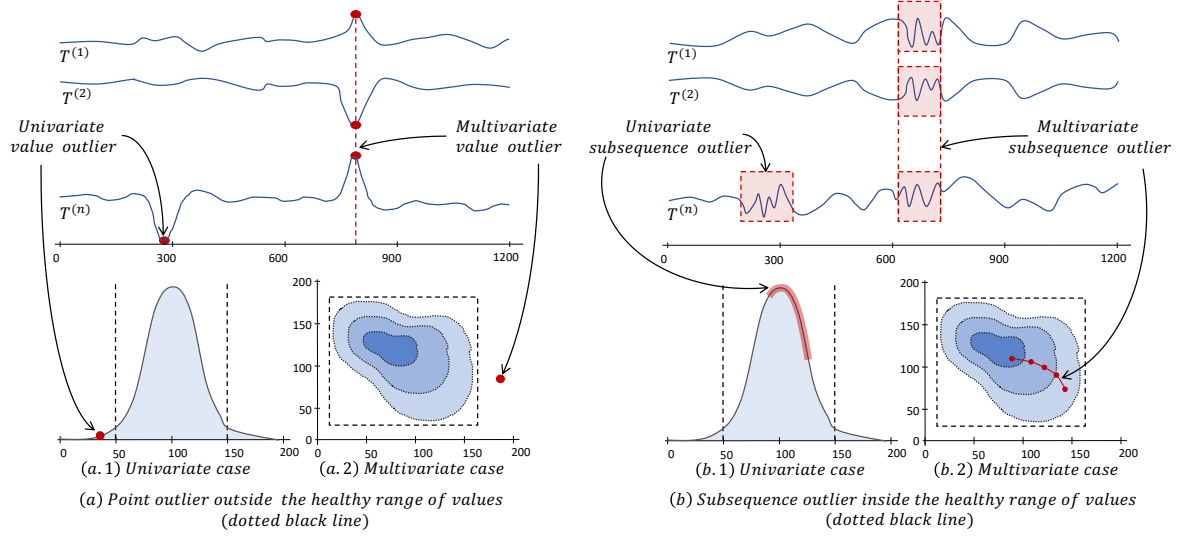 T^(1)
T^(2)
Univariate
value outlier
Multivariate
value outlier
T^(n)
0 300 600 900 1200
200
150
100
50
0
0 50 100 150 200
0 50 100 150 200
(a. 1) Univariate case
(a. 2) Multivariate case
(a) Point outlier outside the healthy range of values
(dotted black line)
T^(1)
T^(2)
Univariate
subsequence outlier
Multivariate
subsequence outlier
T^(n)
0 300 600 900 1200
200
150
100
50
0
0 50 100 150 200
0 50 100 150 200
(b. 1) Univariate case
(b. 2) Multivariate case
(b) Subsequence outlier inside the healthy range of values
(dotted black line)